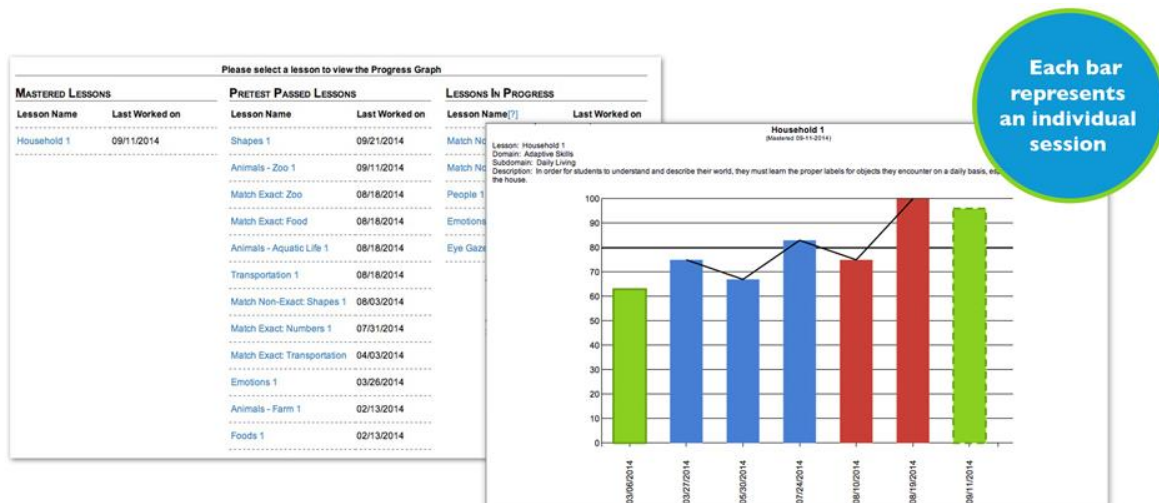 Please select a lesson to view the Progress Graph
MASTERED LESSONS
Lesson Name Last Worked on
Household 1 09/11/2014
PRETEST PASSED LESSONS
Lesson Name Last Worked on
Shapes 1 09/21/2014
Animals - Zoo 1 09/11/2014
Match Exact: Zoo 08/18/2014
Match Exact: Food 08/18/2014
Animals - Aquatic Life 1 08/18/2014
Transportation 1 08/18/2014
Match Non-Exact: Shapes 1 08/03/2014
Match Exact: Numbers 1 07/31/2014
Match Exact: Transportation 04/03/2014
Emotions 1 03/26/2014
Animals - Farm 1 02/13/2014
Foods 1 02/13/2014
LESSONS IN PROGRESS
Lesson Name[?] Last Worked on
Match
Match
People 1
Emotions
Eye
Each bar
represents
an individual
session
Household 1
(Mastered 09-11-2014)
Lesson: Household 1
Domain: Adaptive Skills
Subdomain: Daily Living
Description: In order for students to understand and describe their world, they must learn the proper labels for objects they encounter on a daily basis,
the house.
100
90
80
70
60
50
40
30
20
10
0
03/06/2014
03/27/2014
05/30/2014
07/24/2014
08/10/2014
08/19/2014
09/11/2014